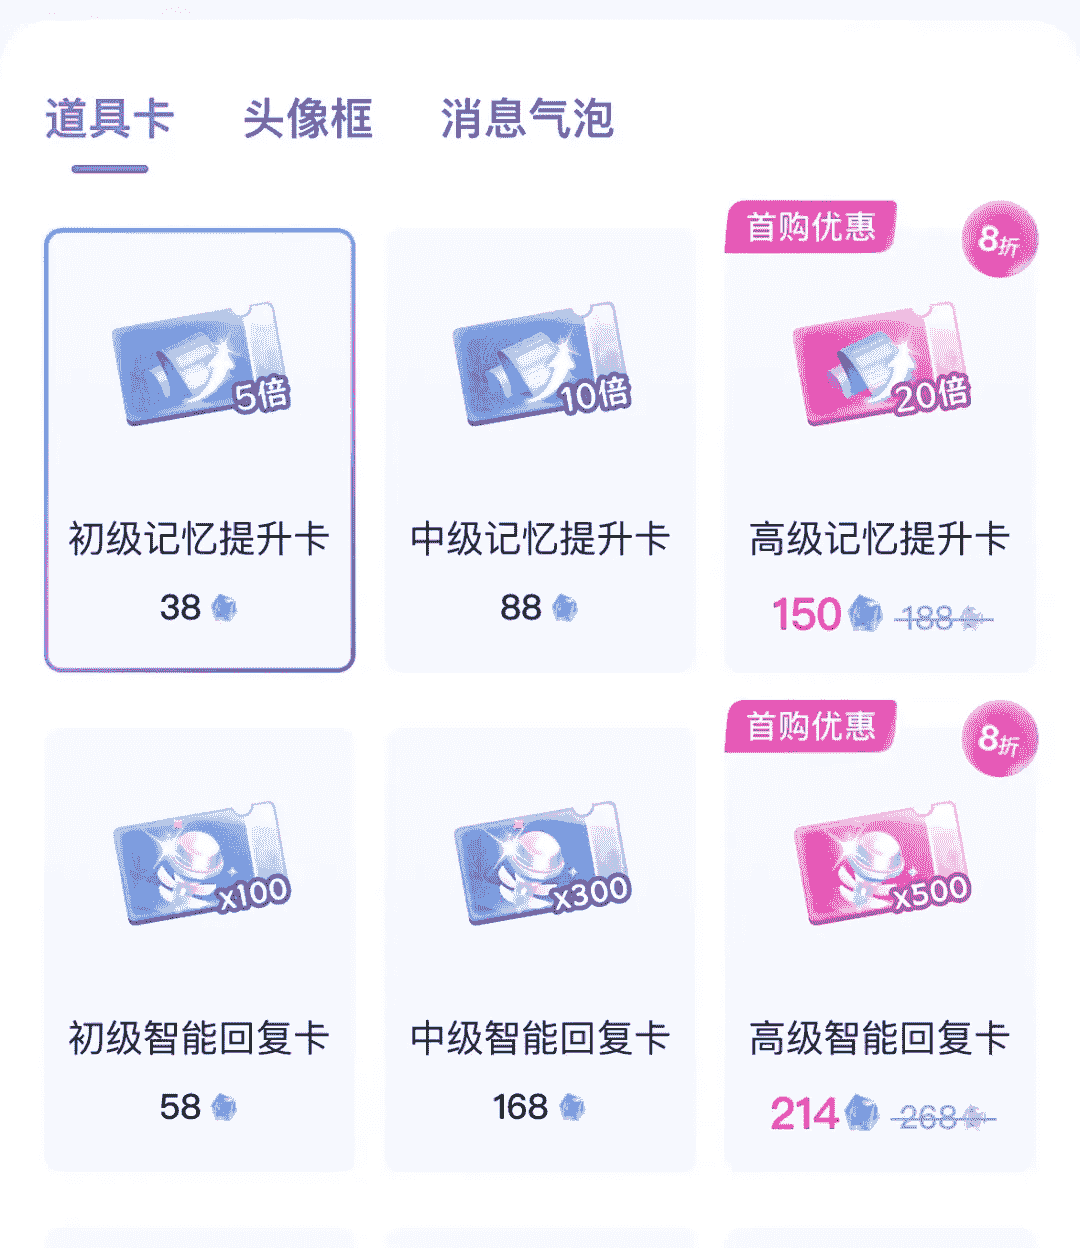 道具卡 头像框 消息气泡
首购优惠 8折
5倍 10倍 20倍
初级记忆提升卡 中级记忆提升卡 高级记忆提升卡
38 88 150 188
首购优惠 8折
x100 x300 x500
初级智能回复卡 中级智能回复卡 高级智能回复卡
58 168 214 268